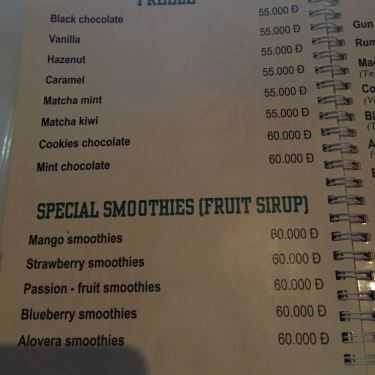 Black chocolate 55.000 Đ
Vanilla 55.000 Đ
Hazenut 55.000 Đ
Caramel 55.000 Đ
Matcha mint 55.000 Đ
Matcha kiwi 55.000 Đ
Cookies chocolate 60.000 Đ
Mint chocolate 60.000 Đ
SPECIAL SMOOTHIES (FRUIT SIRUP)
Mango smoothies 60.000 Đ
Strawberry smoothies 60.000 Đ
Passion - fruit smoothies 60.000 Đ
Blueberry smoothies 60.000 Đ
Alovera smoothies 60.000 Đ
Gun